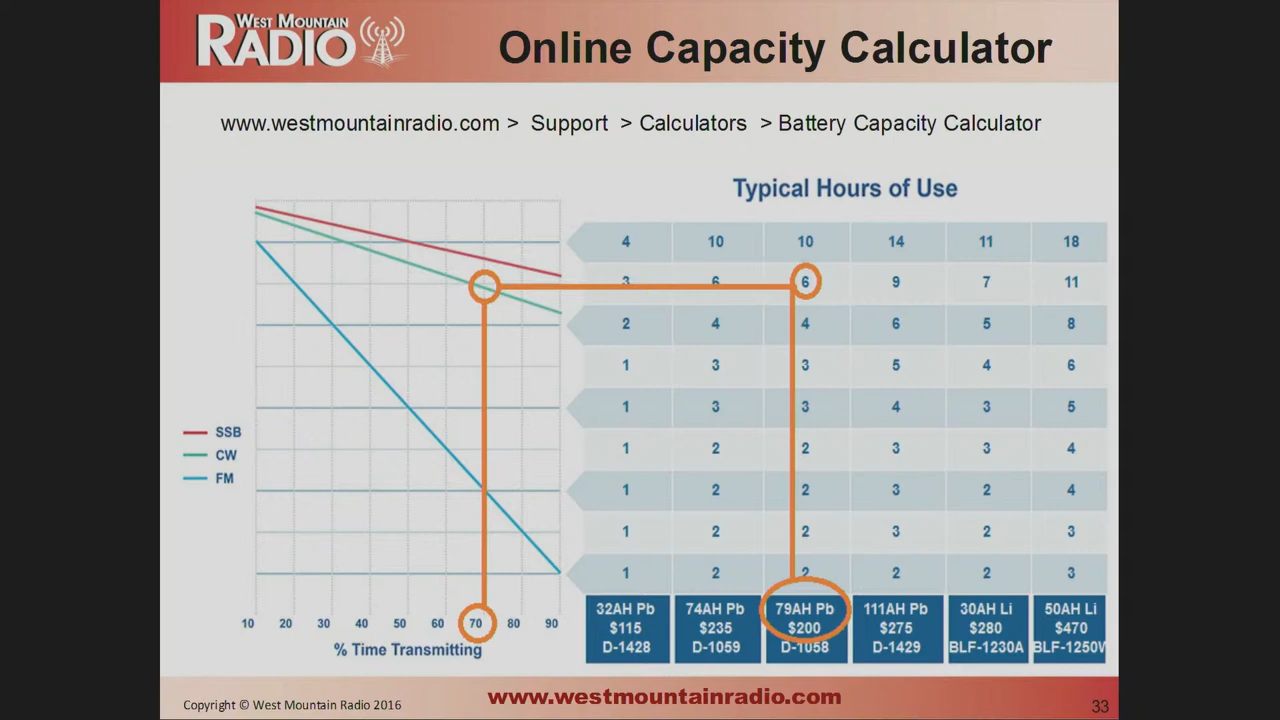 WEST MOUNTAIN
RADIO
Online Capacity Calculator
www.westmountainradio.com > Support > Calculators > Battery Capacity Calculator
Typical Hours of Use
4 10 10 14 11 18
3 6 6 9 7 11
2 4 4 6 5 8
1 3 3 5 4 6
1 3 3 4 3 5
1 2 2 3 3 4
1 2 2 3 2 4
1 2 2 3 2 3
1 2 2 2 2 3
SSB
CW
FM
10 20 30 40 50 60 70 80 90
% Time Transmitting
32AH Pb 74AH Pb 79AH Pb 111AH Pb 30AH Li 50AH Li
$115 $235 $200 $275 $280 $470
D-1428 D-1059 D-1058 D-1429 BLF-1230A BLF-1250W
Copyright © West Mountain Radio 2016
www.westmountainradio.com
33